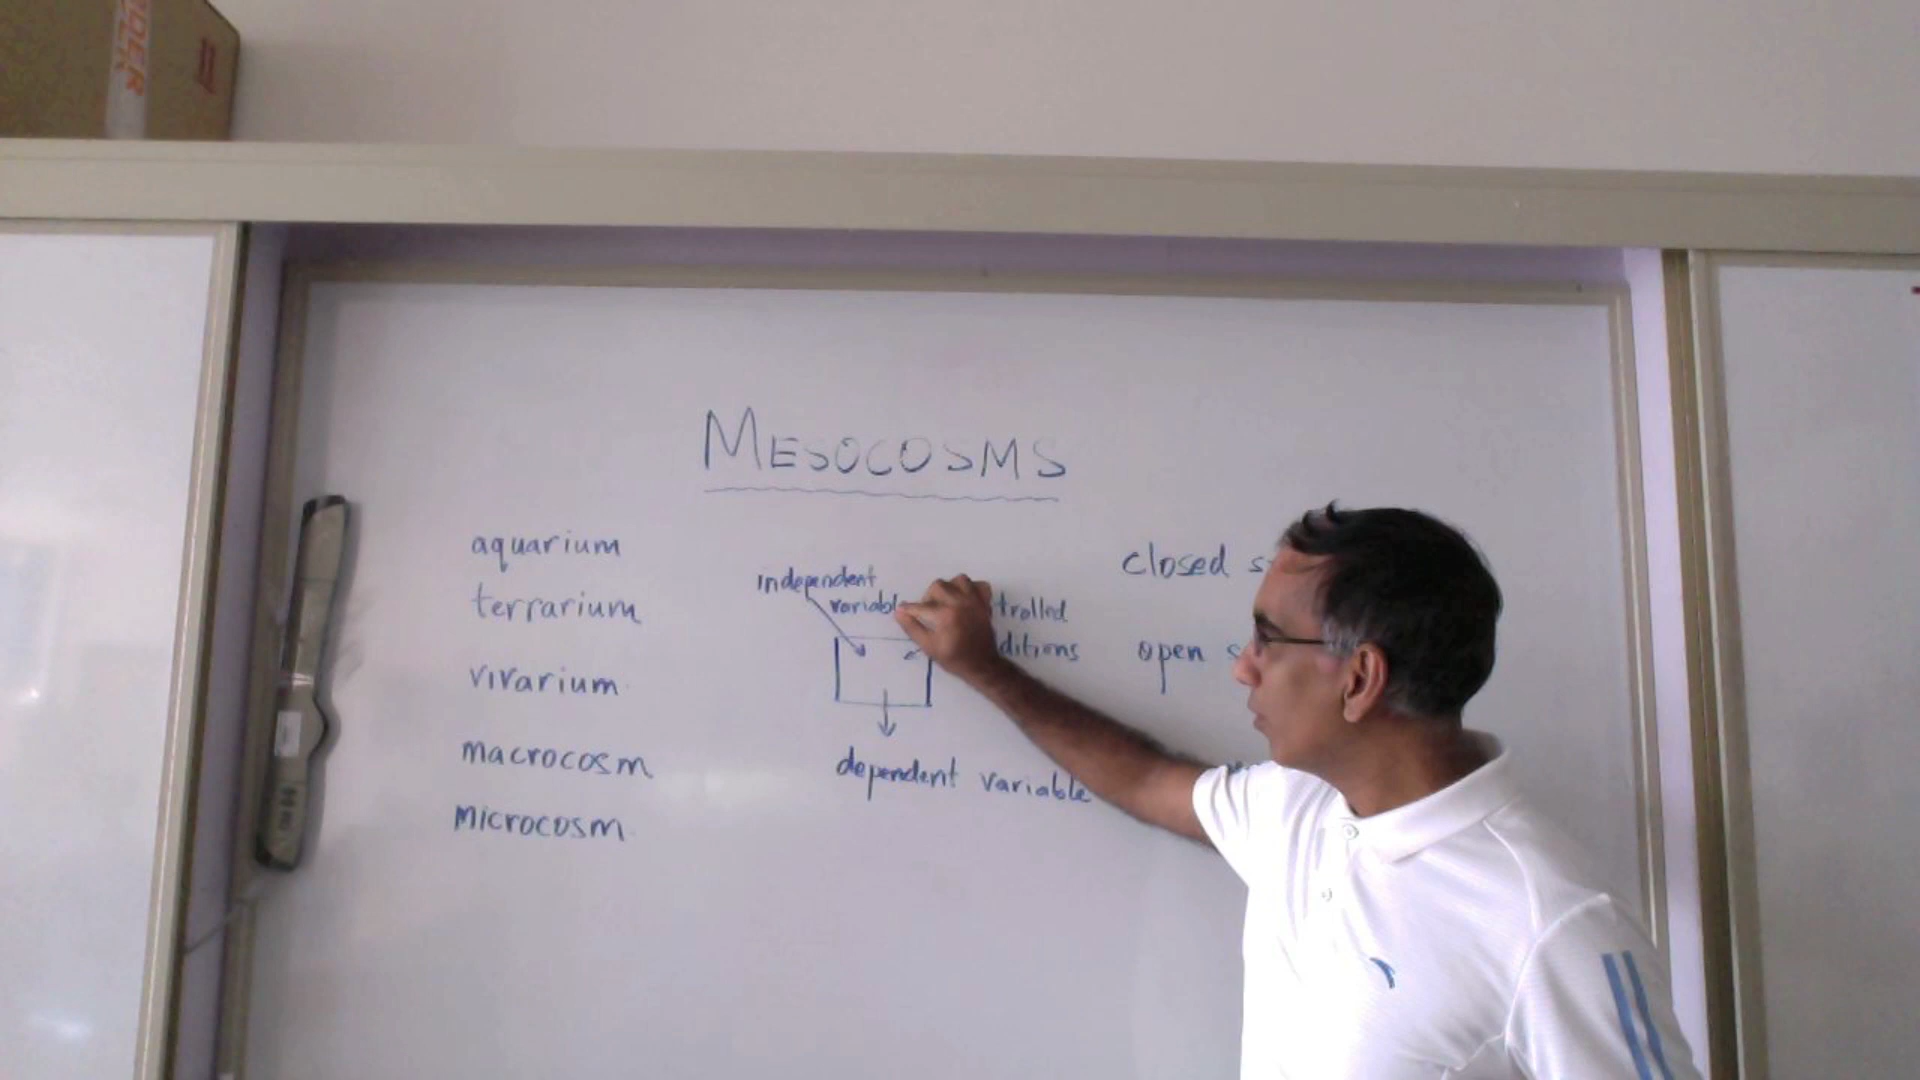 MESOCOSMS
aquarium
terrarium
vivarium
macrocosm
microcosm
independent
variable
trolled
ditions
dependent variable
closed s
open s